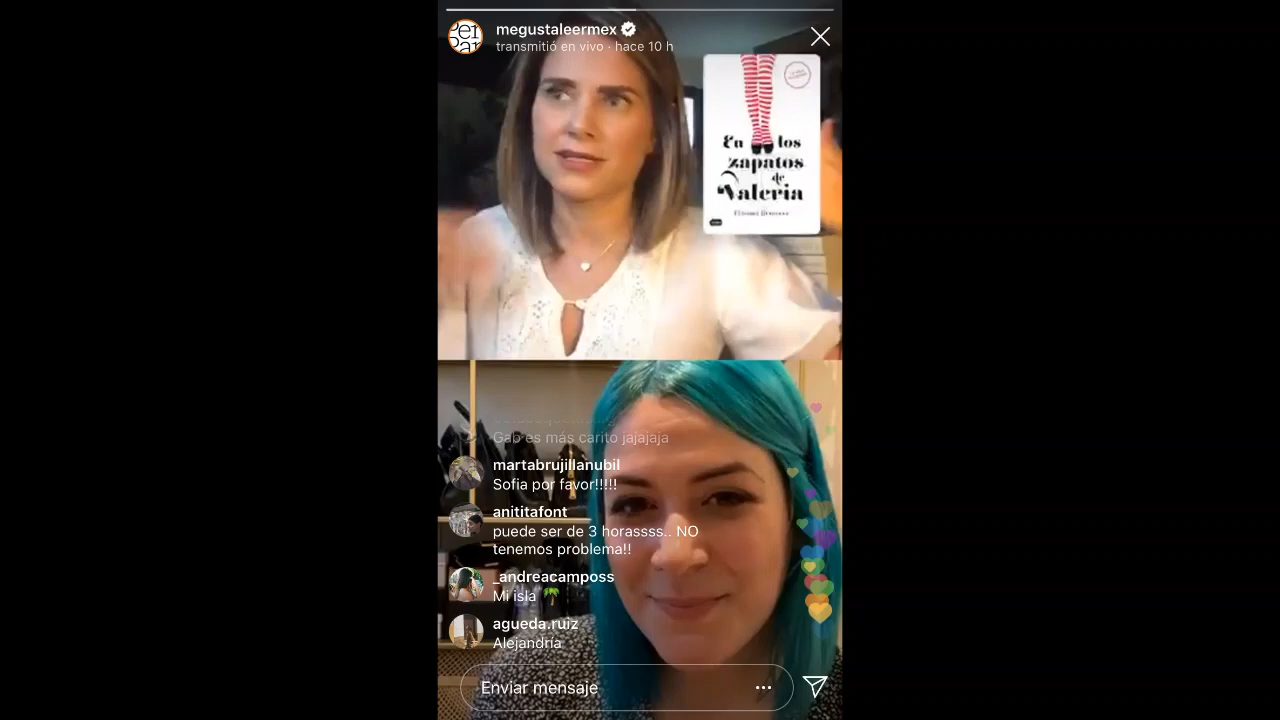 megustaleermex
transmitió en vivo · hace 10 h
En los
zapatos
de
Valeria
Gab es más carito jajajaja
martabrujillanubil
Sofia por favor!!!!!
anititafont
puede ser de 3 horassss.. NO
tenemos problema!!
_andreacamposs
Mi isla 🌴
agueda.ruiz
Alejandría
Enviar mensaje